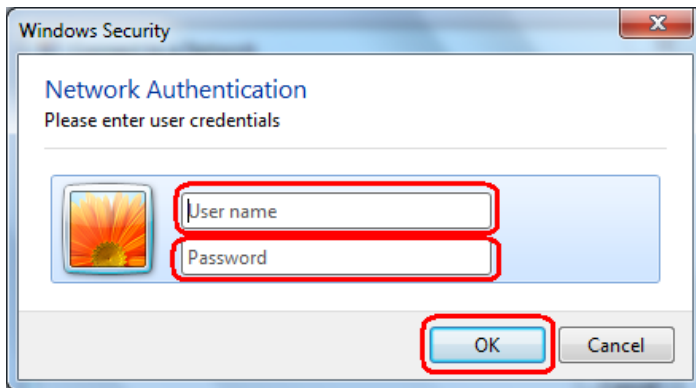 Windows Security
Network Authentication
Please enter user credentials
User name
Password
OK
Cancel